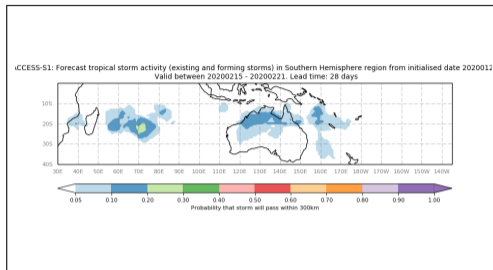 ACCESS-S1: Forecast tropical storm activity (existing and forming storms) in Southern Hemisphere region from initialised date 2020012
Valid between 20200215 - 20200221. Lead time: 28 days
10S
20S
30S
40S
30E 40E 50E 60E 70E 80E 90E 100E 110E 120E 130E 140E 150E 160E 170E 180W 170W 160W 150W 140W
0.05 0.10 0.20 0.30 0.40 0.50 0.60 0.70 0.80 0.90 1.00
Probability that storm will pass within 300km